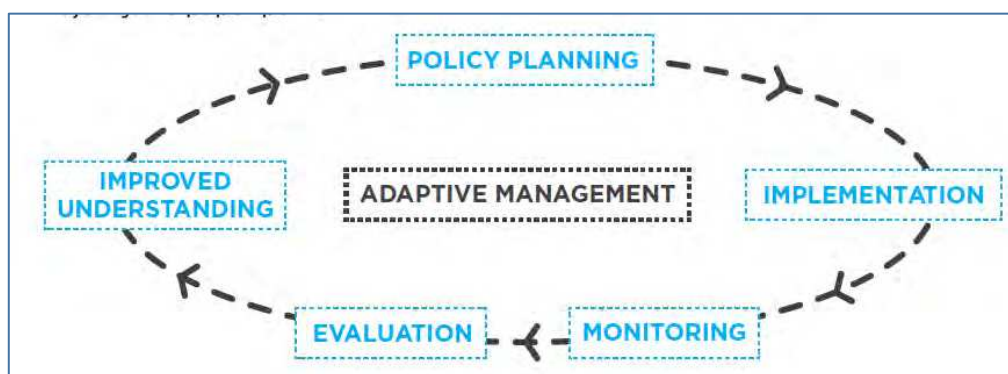 POLICY PLANNING
IMPROVED
UNDERSTANDING
ADAPTIVE MANAGEMENT
IMPLEMENTATION
EVALUATION
MONITORING